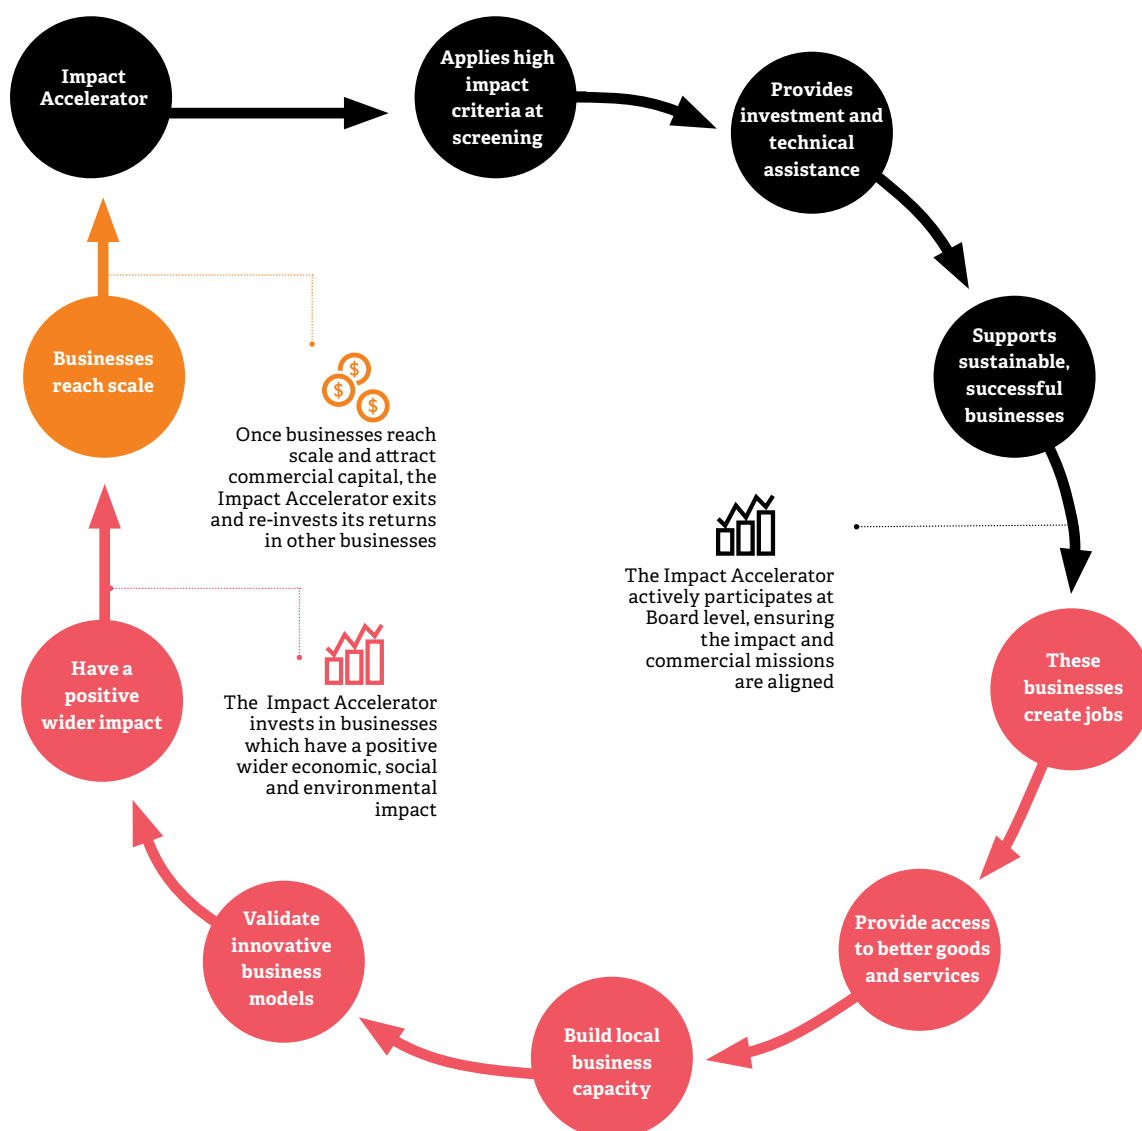 Impact
Accelerator
Applies high
impact
criteria at
screening
Provides
investment and
technical
assistance
Supports
sustainable,
successful
businesses
The Impact Accelerator
actively participates at
Board level, ensuring
the impact and
commercial missions
are aligned
These
businesses
create jobs
Provide access
to better goods
and services
Build local
business
capacity
Validate
innovative
business
models
Have a
positive
wider impact
The Impact Accelerator
invests in businesses
which have a positive
wider economic, social
and environmental
impact
Businesses
reach scale
$
$
$
Once businesses reach
scale and attract
commercial capital, the
Impact Accelerator exits
and re-invests its returns
in other businesses